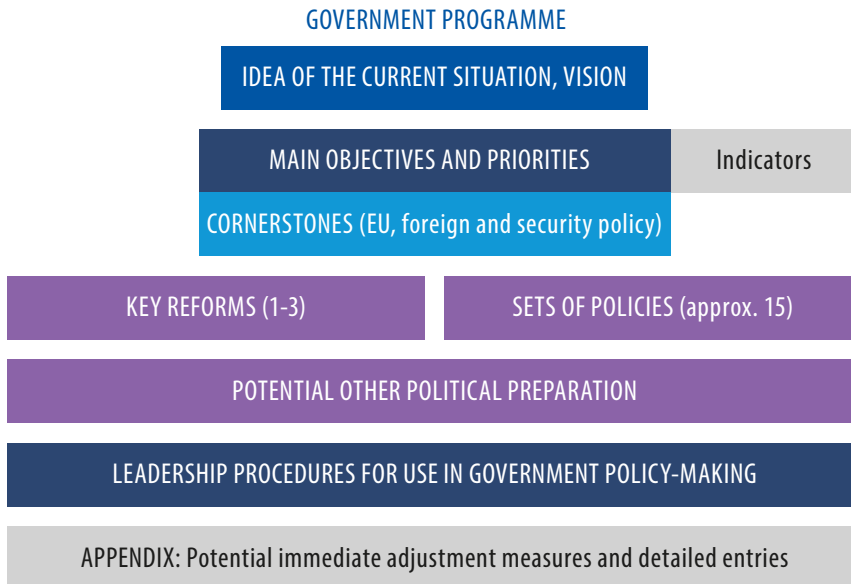 GOVERNMENT PROGRAMME
IDEA OF THE CURRENT SITUATION, VISION
MAIN OBJECTIVES AND PRIORITIES
Indicators
CORNERSTONES (EU, foreign and security policy)
KEY REFORMS (1-3)
SETS OF POLICIES (approx. 15)
POTENTIAL OTHER POLITICAL PREPARATION
LEADERSHIP PROCEDURES FOR USE IN GOVERNMENT POLICY-MAKING
APPENDIX: Potential immediate adjustment measures and detailed entries